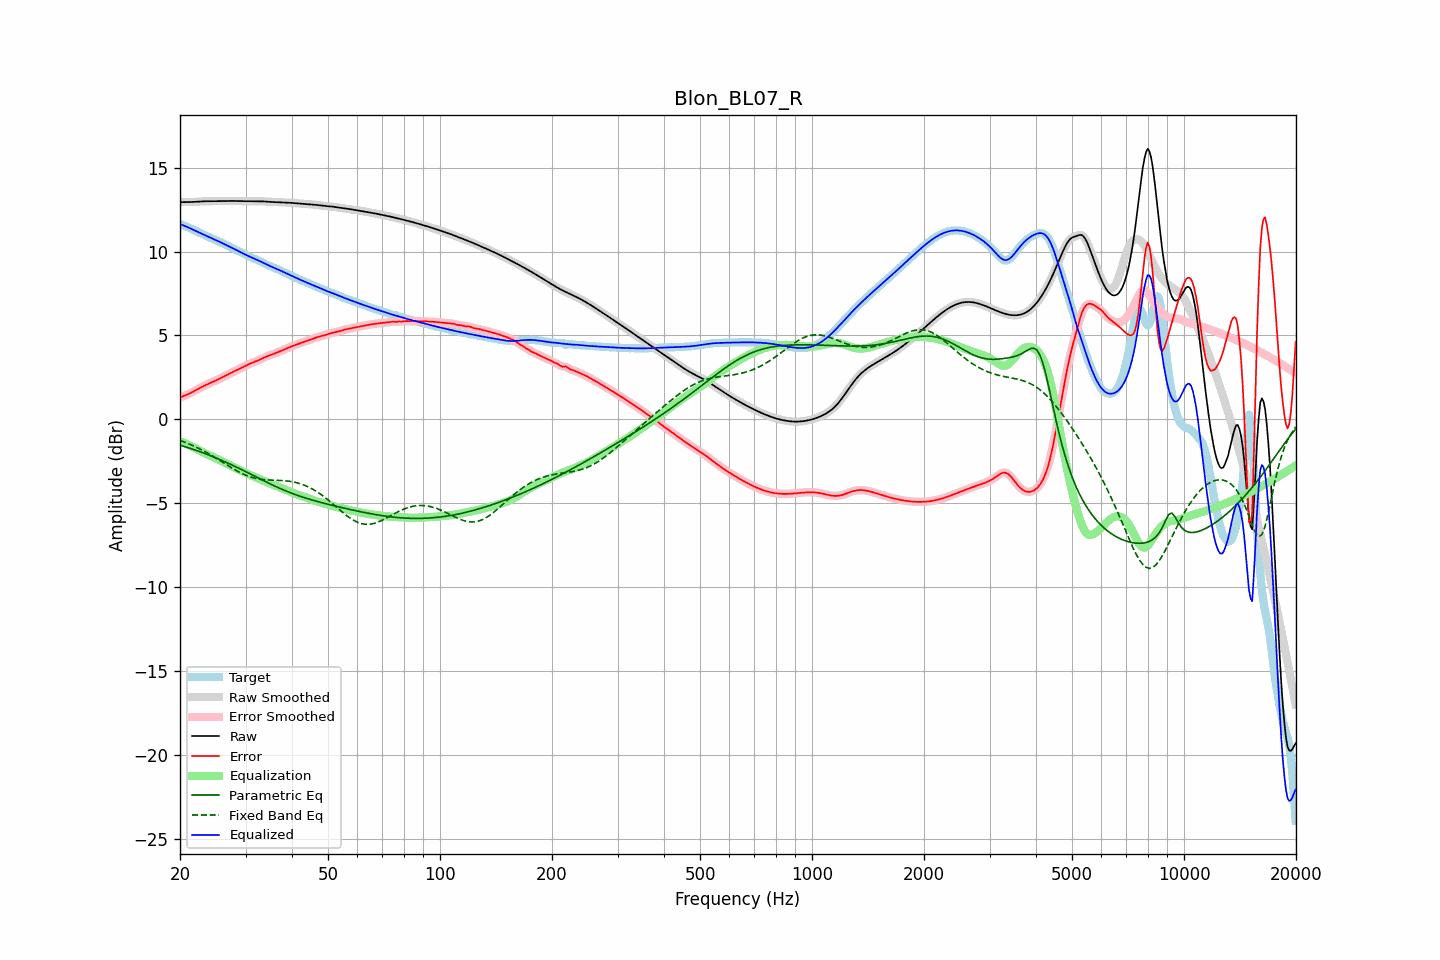 Blon_BL07_R
Amplitude (dBr)
15
10
5
0
−5
−10
−15
−20
−25
Target
Raw Smoothed
Error Smoothed
Raw
Error
Equalization
Parametric Eq
Fixed Band Eq
Equalized
20 50 100 200 500 1000 2000 5000 10000 20000
Frequency (Hz)